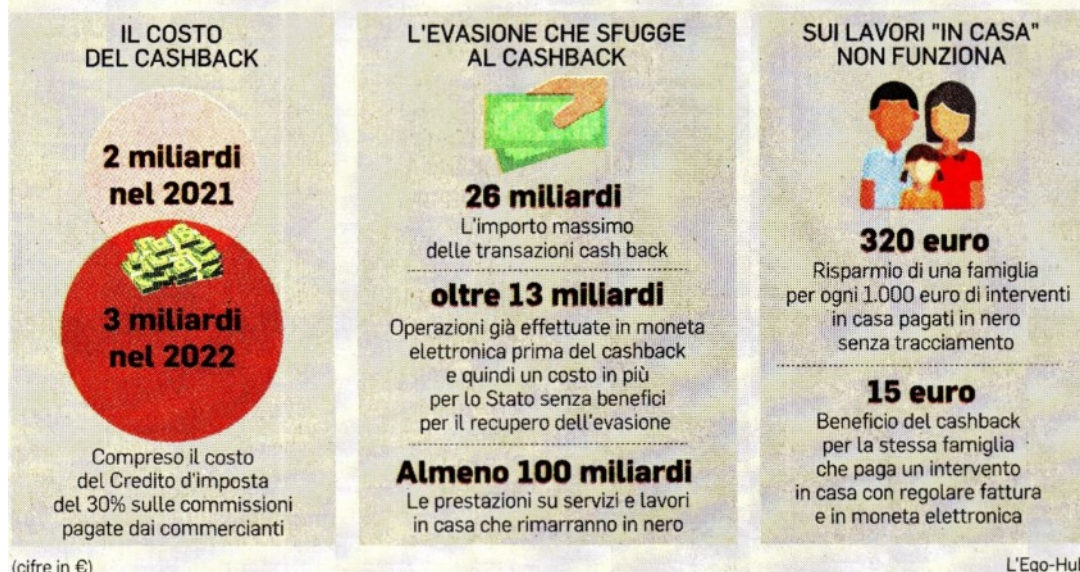 IL COSTO
DEL CASHBACK
2 miliardi
nel 2021
3 miliardi
nel 2022
Compreso il costo
del Credito d'imposta
del 30% sulle commissioni
pagate dai commercianti
L'EVASIONE CHE SFUGGE
AL CASHBACK
26 miliardi
L'importo massimo
delle transazioni cash back
oltre 13 miliardi
Operazioni già effettuate in moneta
elettronica prima del cashback
e quindi un costo in più
per lo Stato senza benefici
per il recupero dell'evasione
Almeno 100 miliardi
Le prestazioni su servizi e lavori
in casa che rimarranno in nero
SUI LAVORI "IN CASA"
NON FUNZIONA
320 euro
Risparmio di una famiglia
per ogni 1.000 euro di interventi
in casa pagati in nero
senza tracciamento
15 euro
Beneficio del cashback
per la stessa famiglia
che paga un intervento
in casa con regolare fattura
e in moneta elettronica
(cifre in €)
L'Ego-Hub